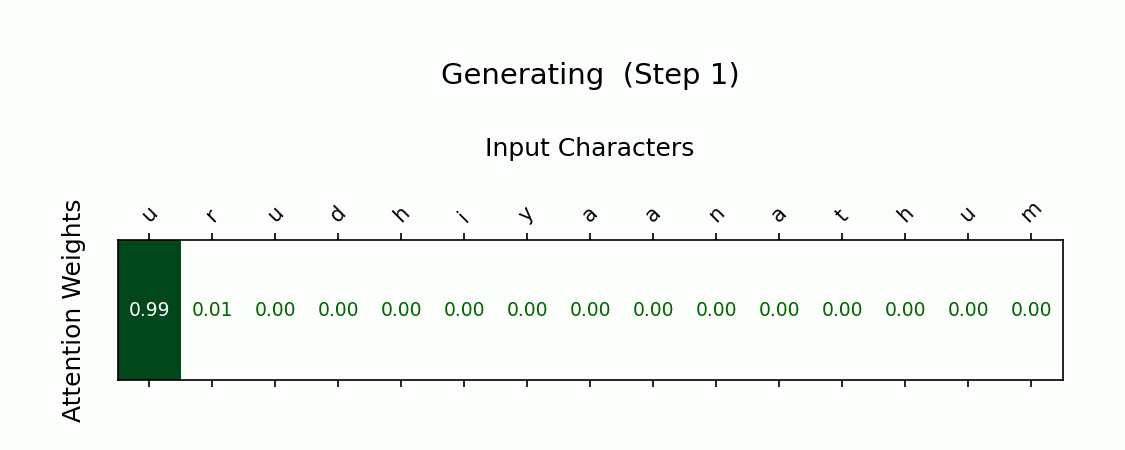 Generating (Step 1)
Input Characters
u r u d h i y a a n a t h u m
Attention Weights
0.99 0.01 0.00 0.00 0.00 0.00 0.00 0.00 0.00 0.00 0.00 0.00 0.00 0.00 0.00